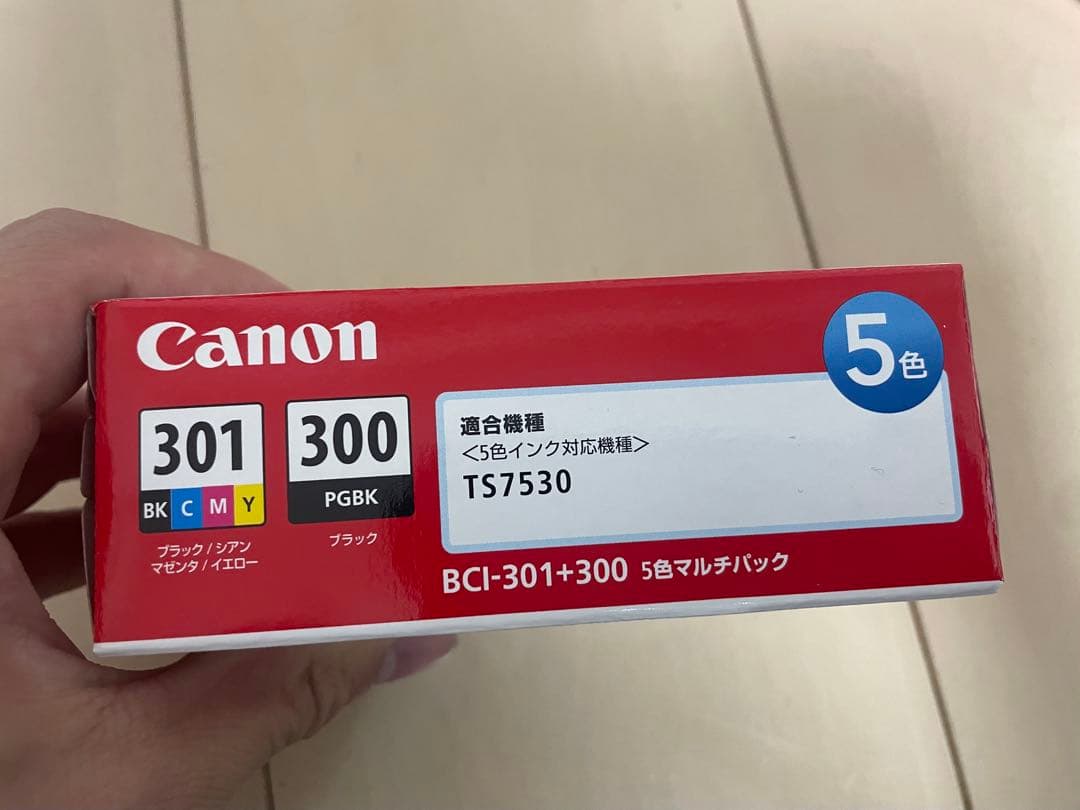 Canon
5色
301
BK C M Y
ブラック / シアン
マゼンタ / イエロー
300
PGBK
ブラック
適合機種
<5色インク対応機種>
TS7530
BCI-301+300 5色マルチパック